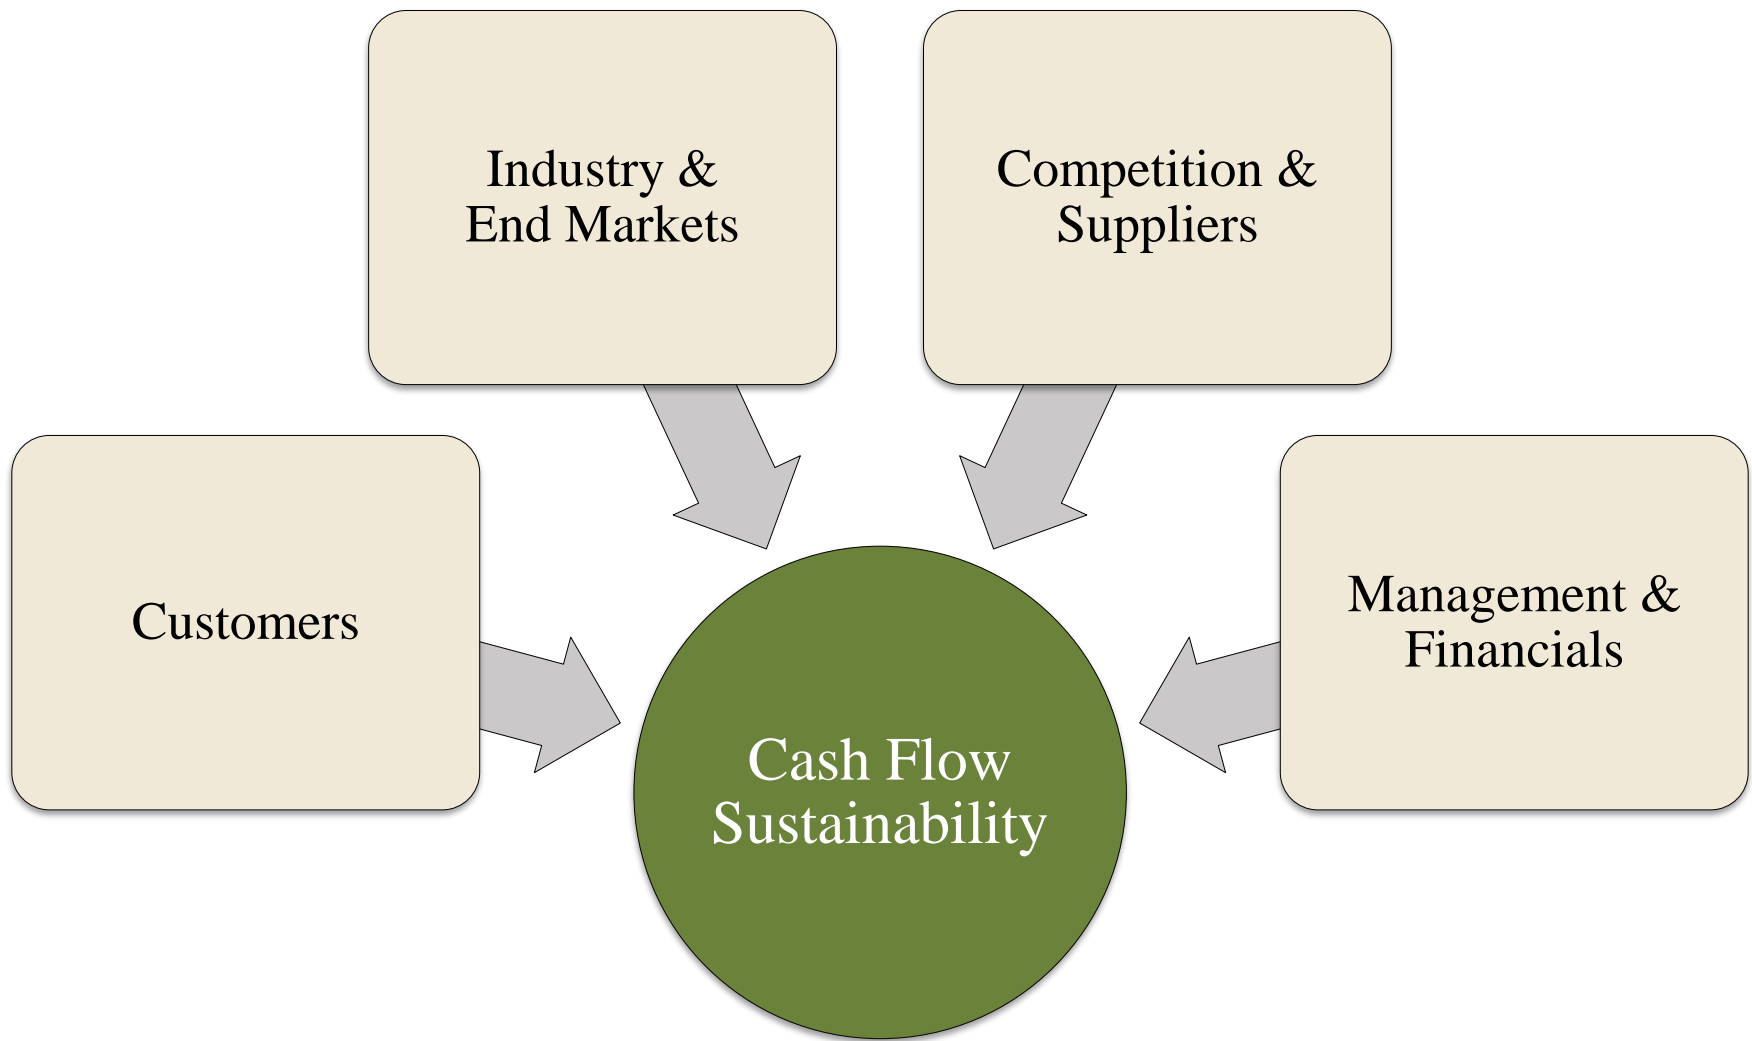 Industry &
End Markets
Competition &
Suppliers
Customers
Management &
Financials
Cash Flow
Sustainability